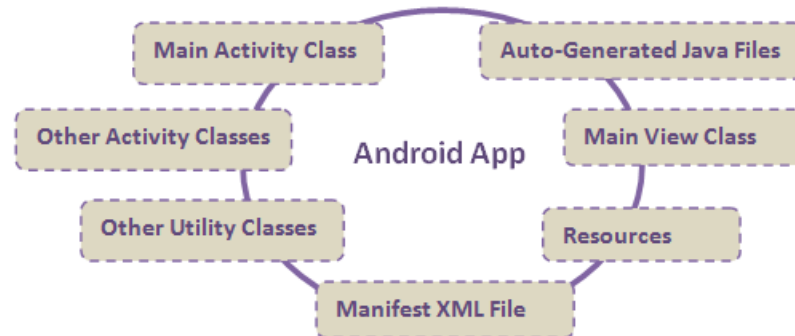 Main Activity Class
Auto-Generated Java Files
Other Activity Classes
Main View Class
Android App
Other Utility Classes
Resources
Manifest XML File